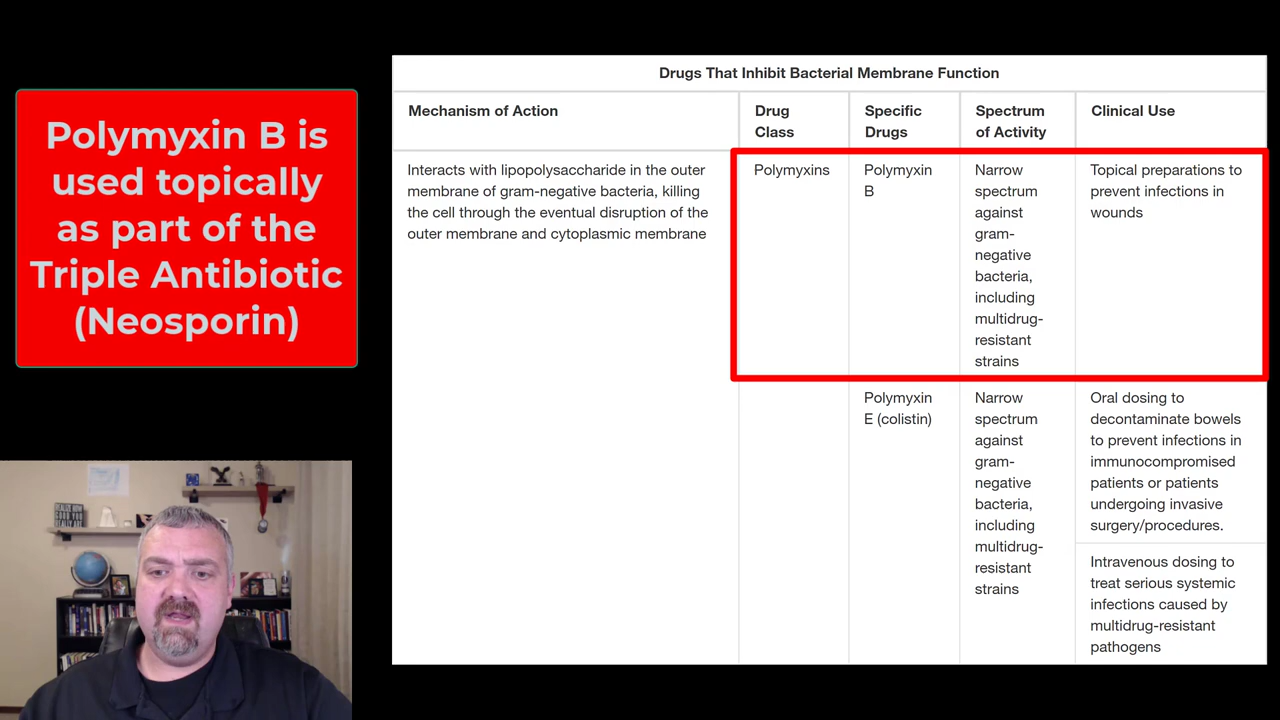 Polymyxin B is
used topically
as part of the
Triple Antibiotic
(Neosporin)
Drugs That Inhibit Bacterial Membrane Function
Mechanism of Action
Drug
Class
Specific
Drugs
Spectrum
of Activity
Clinical Use
Interacts with lipopolysaccharide in the outer
membrane of gram-negative bacteria, killing
the cell through the eventual disruption of the
outer membrane and cytoplasmic membrane
Polymyxins
Polymyxin
B
Narrow
spectrum
against
gram-
negative
bacteria,
including
multidrug-
resistant
strains
Topical preparations to
prevent infections in
wounds
Polymyxin
E (colistin)
Narrow
spectrum
against
gram-
negative
bacteria,
including
multidrug-
resistant
strains
Oral dosing to
decontaminate bowels
to prevent infections in
immunocompromised
patients or patients
undergoing invasive
surgery/procedures.
Intravenous dosing to
treat serious systemic
infections caused by
multidrug-resistant
pathogens